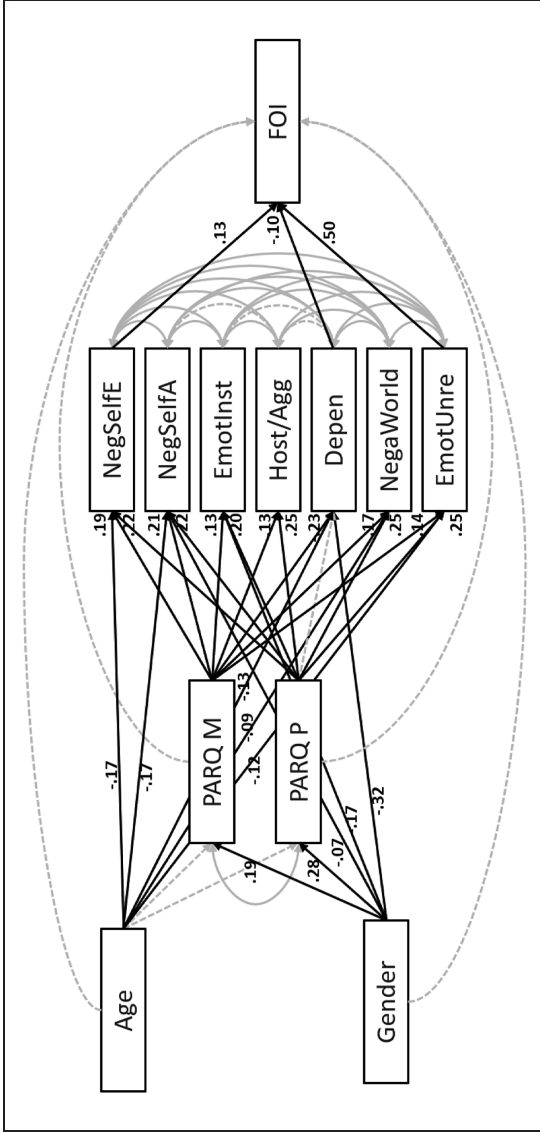 Age
Gender
PARQ M
PARQ P
NegSelfE
NegSelfA
EmotInst
Host/Agg
Depen
NegaWorld
EmotUnre
FOI
-.17
-.17
-.13
-.09
-.12
.19
.28
-.07
-.17
-.32
.19
.22
.21
.22
.13
.20
.13
.25
.23
.17
.25
.14
.25
.13
-.10
.50